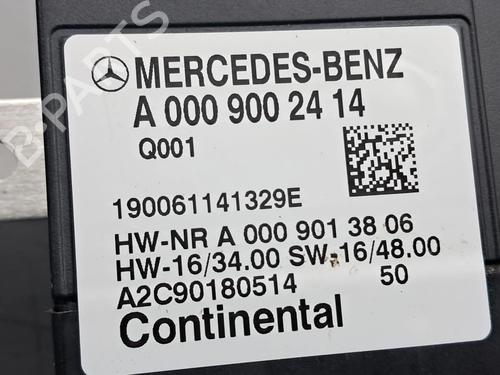 B-PARTS
MERCEDES-BENZ
A 000 900 24 14
Q001
190061141329E
HW-NR A 000 901 38 06
HW-16/34.00 SW-16/48.00
A2C90180514 50
Continental